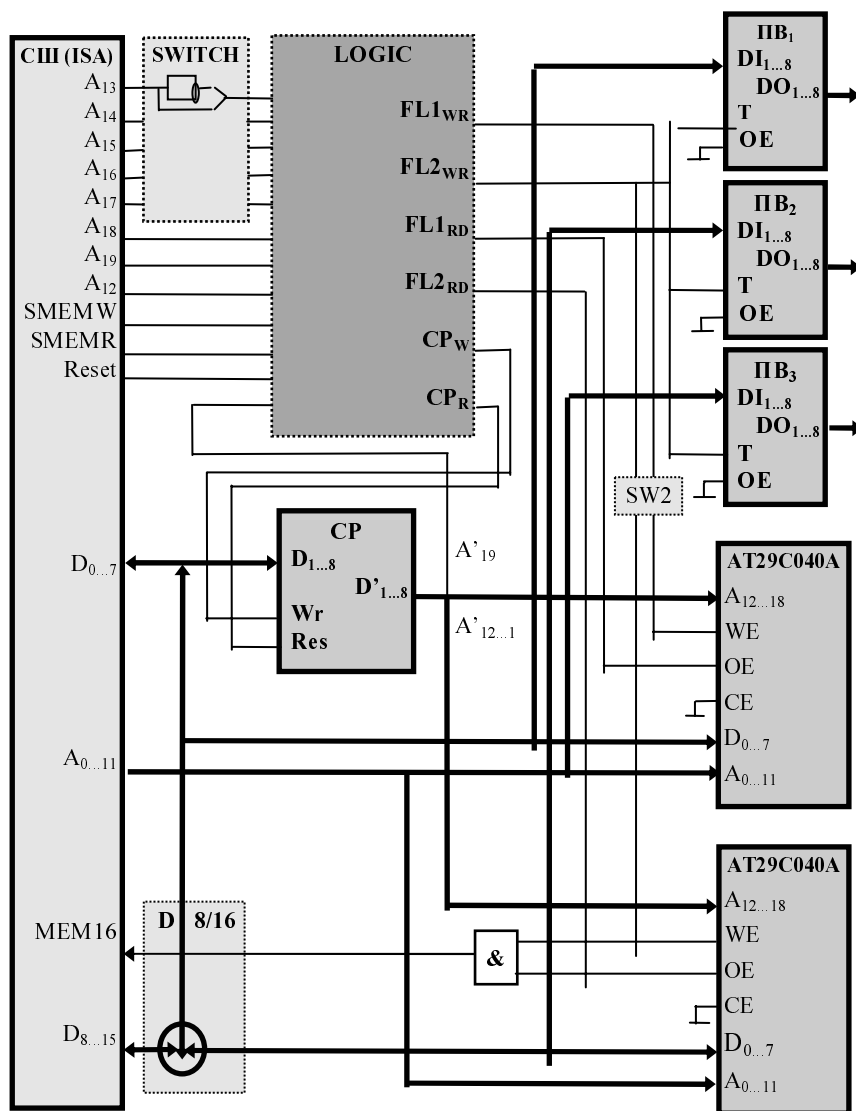 СШ (ISA)
A13
A14
A15
A16
A17
A18
A19
A12
SMEMW
SMEMR
Reset
D0...7
A0...11
MEM16
D8...15
SWITCH
LOGIC
FL1WR
FL2WR
FL1RD
FL2RD
CPW
CPR
CP
D1...8
D'1...8
Wr
Res
A'19
A'12...1
SW2
D 8/16
&
ПВ1
DI1...8
DO1...8
T
OE
ПВ2
DI1...8
DO1...8
T
OE
ПВ3
DI1...8
DO1...8
T
OE
AT29C040A
A12...18
WE
OE
CE
D0...7
A0...11
AT29C040A
A12...18
WE
OE
CE
D0...7
A0...11